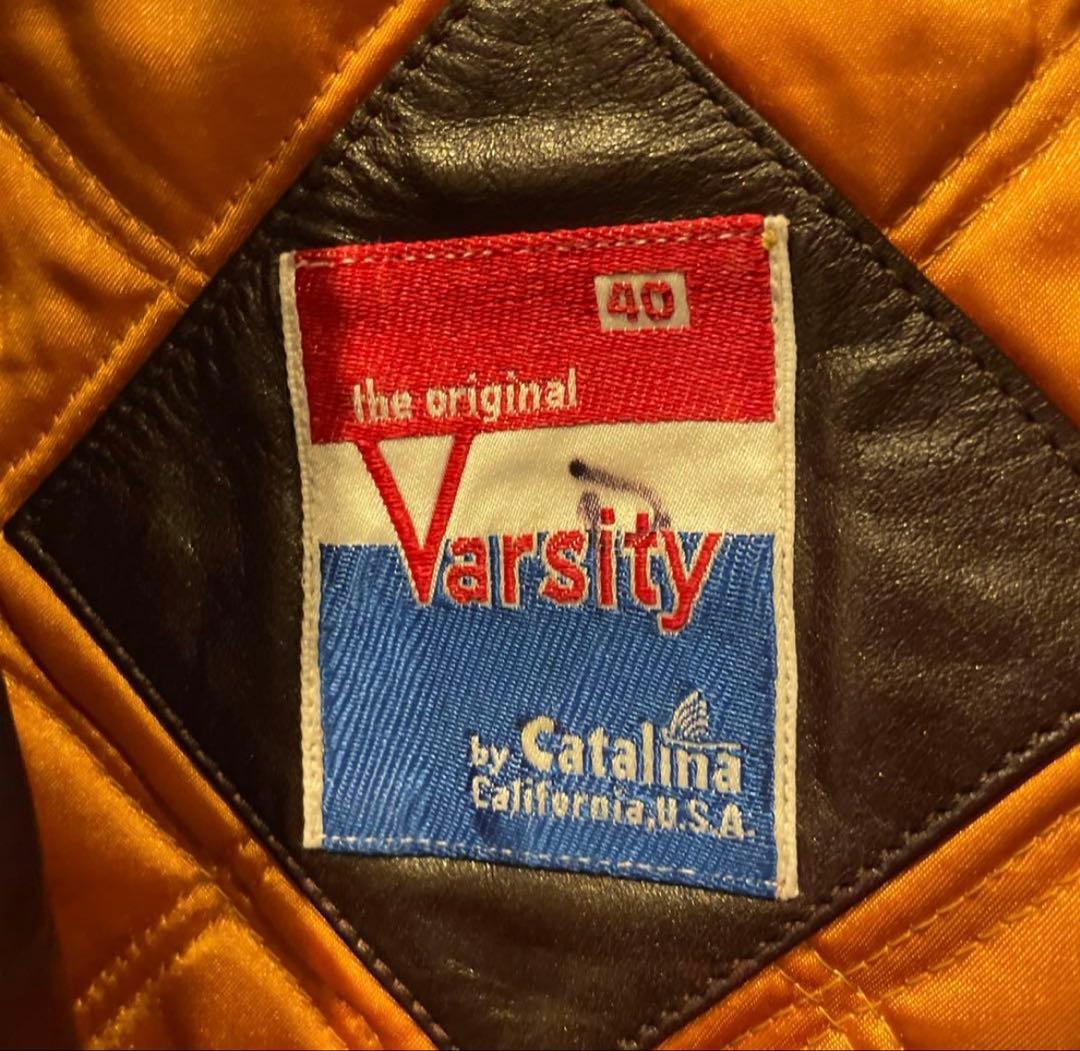 40
the original
Varsity
by Catalina
California, U.S.A.